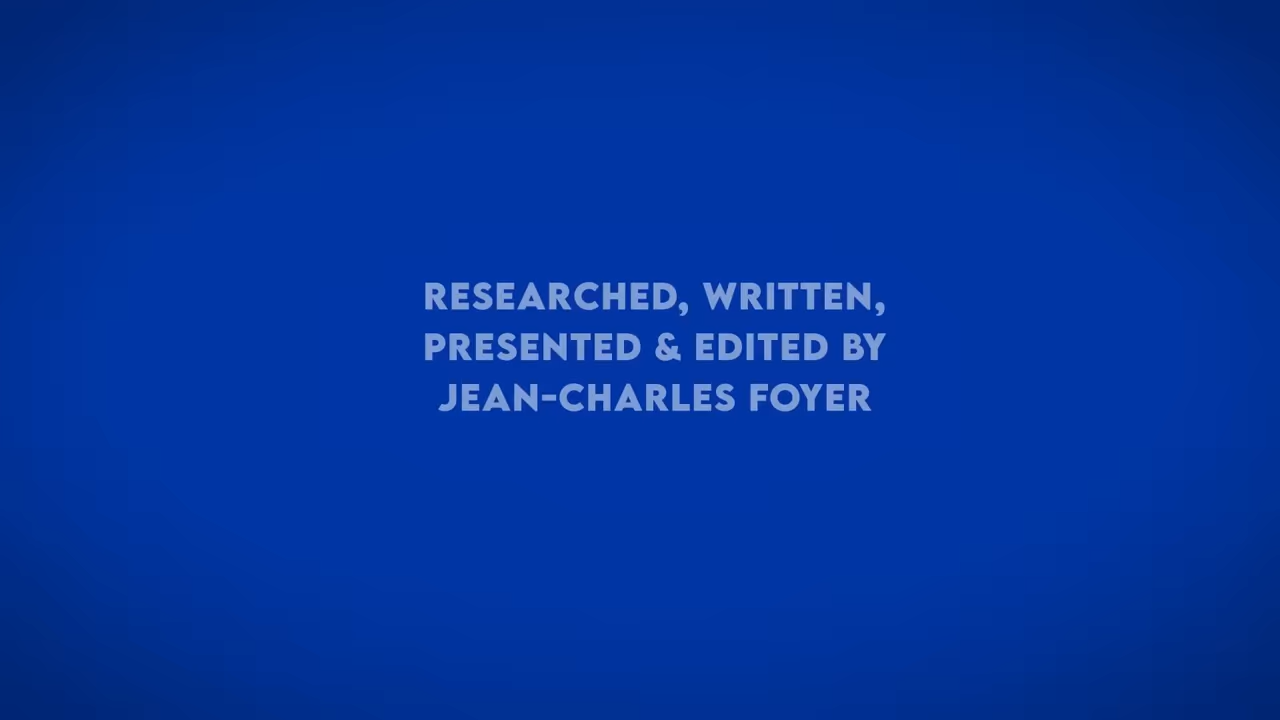 RESEARCHED, WRITTEN,
PRESENTED & EDITED BY
JEAN-CHARLES FOYER